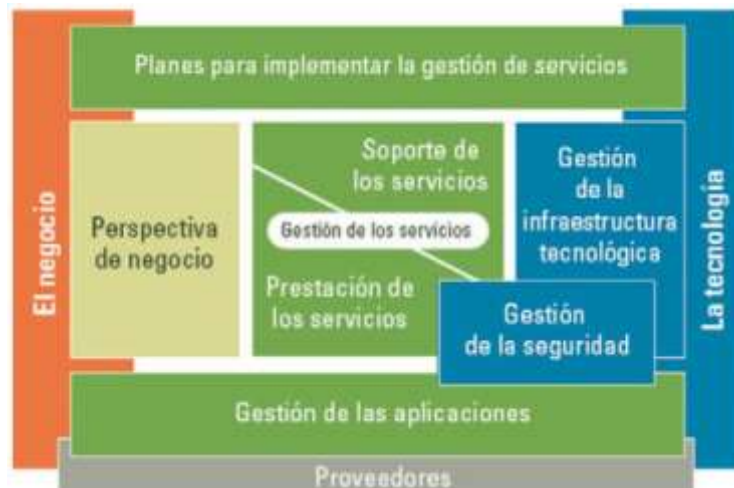 Planes para implementar la gestión de servicios
El negocio
Perspectiva
de negocio
Soporte de
los servicios
Gestión de los servicios
Prestación de
los servicios
Gestión
de la
infraestructura
tecnológica
Gestión
de la seguridad
La tecnología
Gestión de las aplicaciones
Proveedores